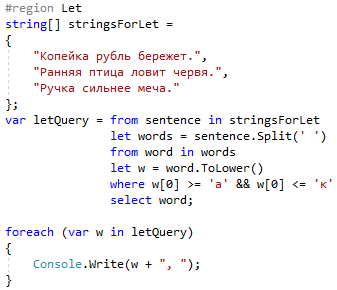 #region Let
string[] stringsForLet =
{
    "Копейка рубль бережет.",
    "Ранняя птица ловит червя.",
    "Ручка сильнее меча."
};
var letQuery = from sentence in stringsForLet
               let words = sentence.Split(' ')
               from word in words
               let w = word.ToLower()
               where w[0] >= 'а' && w[0] <= 'к'
               select word;

foreach (var w in letQuery)
{
    Console.Write(w + ", ");
}